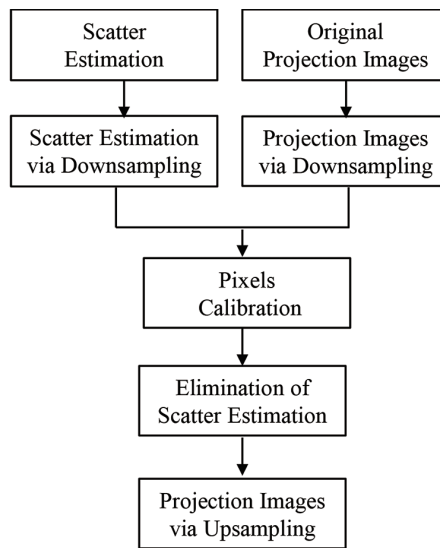 Scatter
Estimation
Original
Projection Images
Scatter Estimation
via Downsampling
Projection Images
via Downsampling
Pixels
Calibration
Elimination of
Scatter Estimation
Projection Images
via Upsampling